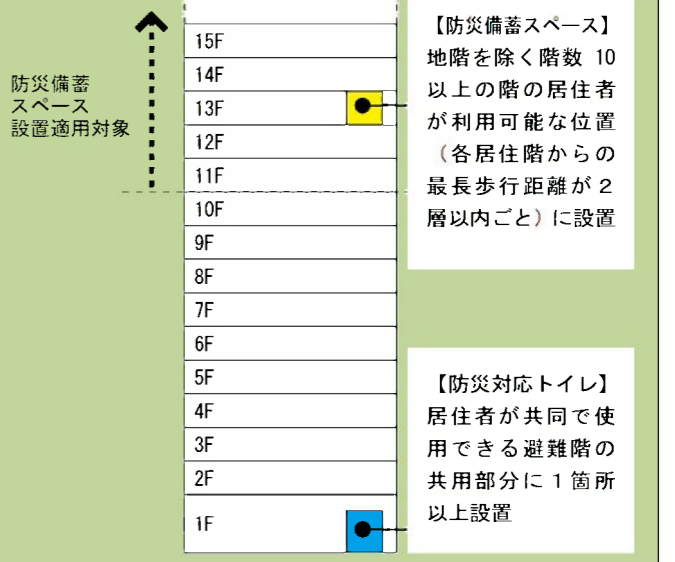 防災備蓄
スペース
設置適用対象
15F
14F
13F
12F
11F
10F
9F
8F
7F
6F
5F
4F
3F
2F
1F
【防災備蓄スペース】
地階を除く階数 10
以上の階の居住者
が利用可能な位置
（各居住階からの
最長歩行距離が２
層以内ごと）に設置
【防災対応トイレ】
居住者が共同で使
用できる避難階の
共用部分に１箇所
以上設置